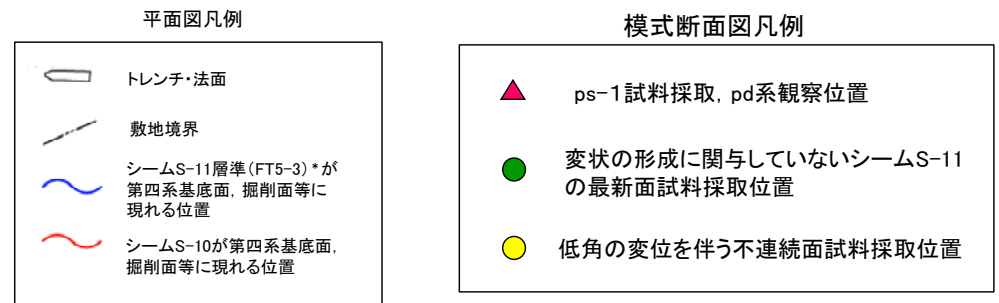 平面図凡例
トレンチ・法面
敷地境界
シームS-11層準(FT5-3)*が
第四系基底面,掘削面等に
現れる位置
シームS-10が第四系基底面,
掘削面等に現れる位置
模式断面図凡例
ps-1試料採取,pd系観察位置
変状の形成に関与していないシームS-11
の最新面試料採取位置
低角の変位を伴う不連続面試料採取位置